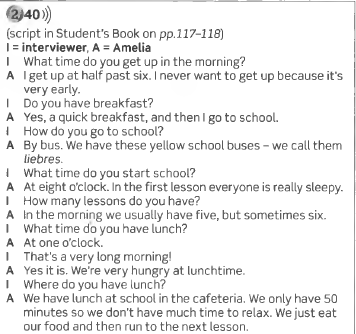 2 40
(script in Student's Book on pp.117–118)
I = interviewer, A = Amelia
I What time do you get up in the morning?
A I get up at half past six. I never want to get up because it's
very early.
I Do you have breakfast?
A Yes, a quick breakfast, and then I go to school.
I How do you go to school?
A By bus. We have these yellow school buses – we call them
liebres.
I What time do you start school?
A At eight o'clock. In the first lesson everyone is really sleepy.
I How many lessons do you have?
A In the morning we usually have five, but sometimes six.
I What time do you have lunch?
A At one o'clock.
I That's a very long morning!
A Yes it is. We're very hungry at lunchtime.
I Where do you have lunch?
A We have lunch at school in the cafeteria. We only have 50
minutes so we don't have much time to relax. We just eat
our food and then run to the next lesson.